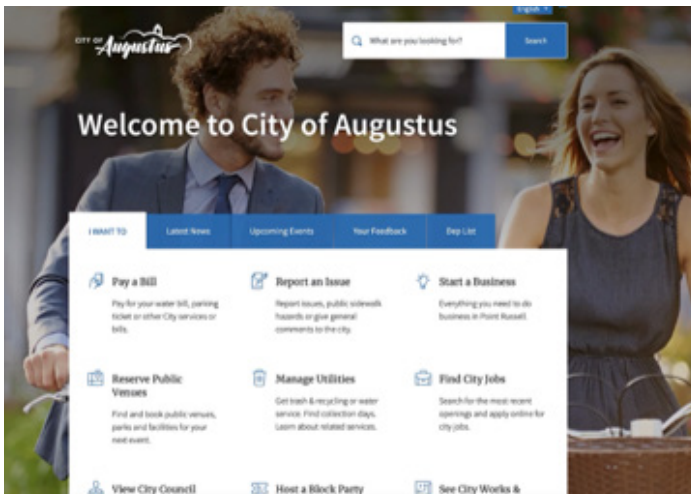 English
CITY OF
Augustus
What are you looking for?
Search
Welcome to City of Augustus
I WANT TO
Latest News
Upcoming Events
Your Feedback
Dep List
Pay a Bill
Pay for your water bill, parking
ticket or other City services or
bills.
Report an Issue
Report issues, public sidewalk
hazards or give general
comments to the city.
Start a Business
Everything you need to do
business in Point Russell.
Reserve Public
Venues
Find and book public venues,
parks and facilities for your
next event.
Manage Utilities
Get trash & recycling or water
service. Find collection days.
Learn about related services.
Find City Jobs
Search for the most recent
openings and apply online for
city jobs.
View City Council
Host a Block Party
See City Works &